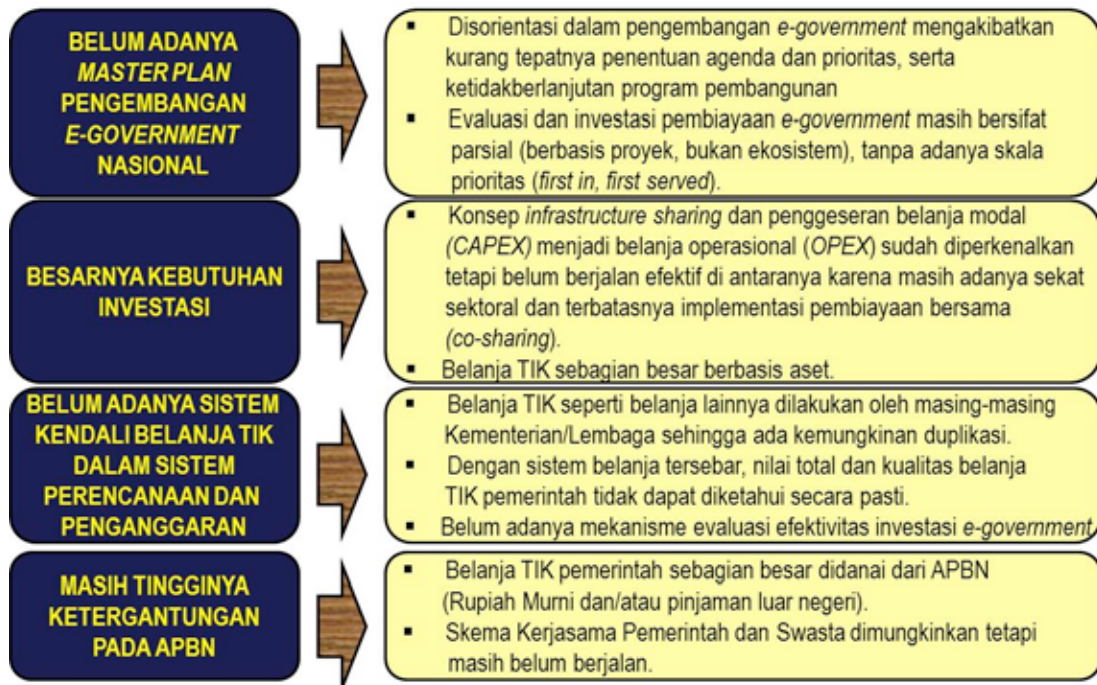 BELUM ADANYA
MASTER PLAN
PENGEMBANGAN
E-GOVERNMENT
NASIONAL
▪ Disorientasi dalam pengembangan e-government mengakibatkan
kurang tepatnya penentuan agenda dan prioritas, serta
ketidakberlanjutan program pembangunan
▪ Evaluasi dan investasi pembiayaan e-government masih bersifat
parsial (berbasis proyek, bukan ekosistem), tanpa adanya skala
prioritas (first in, first served).
BESARNYA KEBUTUHAN
INVESTASI
▪ Konsep infrastructure sharing dan penggeseran belanja modal
(CAPEX) menjadi belanja operasional (OPEX) sudah diperkenalkan
tetapi belum berjalan efektif di antaranya karena masih adanya sekat
sektoral dan terbatasnya implementasi pembiayaan bersama
(co-sharing).
▪ Belanja TIK sebagian besar berbasis aset.
BELUM ADANYA SISTEM
KENDALI BELANJA TIK
DALAM SISTEM
PERENCANAAN DAN
PENGANGGARAN
▪ Belanja TIK seperti belanja lainnya dilakukan oleh masing-masing
Kementerian/Lembaga sehingga ada kemungkinan duplikasi.
▪ Dengan sistem belanja tersebar, nilai total dan kualitas belanja
TIK pemerintah tidak dapat diketahui secara pasti.
▪ Belum adanya mekanisme evaluasi efektivitas investasi e-government
MASIH TINGGINYA
KETERGANTUNGAN
PADA APBN
▪ Belanja TIK pemerintah sebagian besar didanai dari APBN
(Rupiah Murni dan/atau pinjaman luar negeri).
▪ Skema Kerjasama Pemerintah dan Swasta dimungkinkan tetapi
masih belum berjalan.